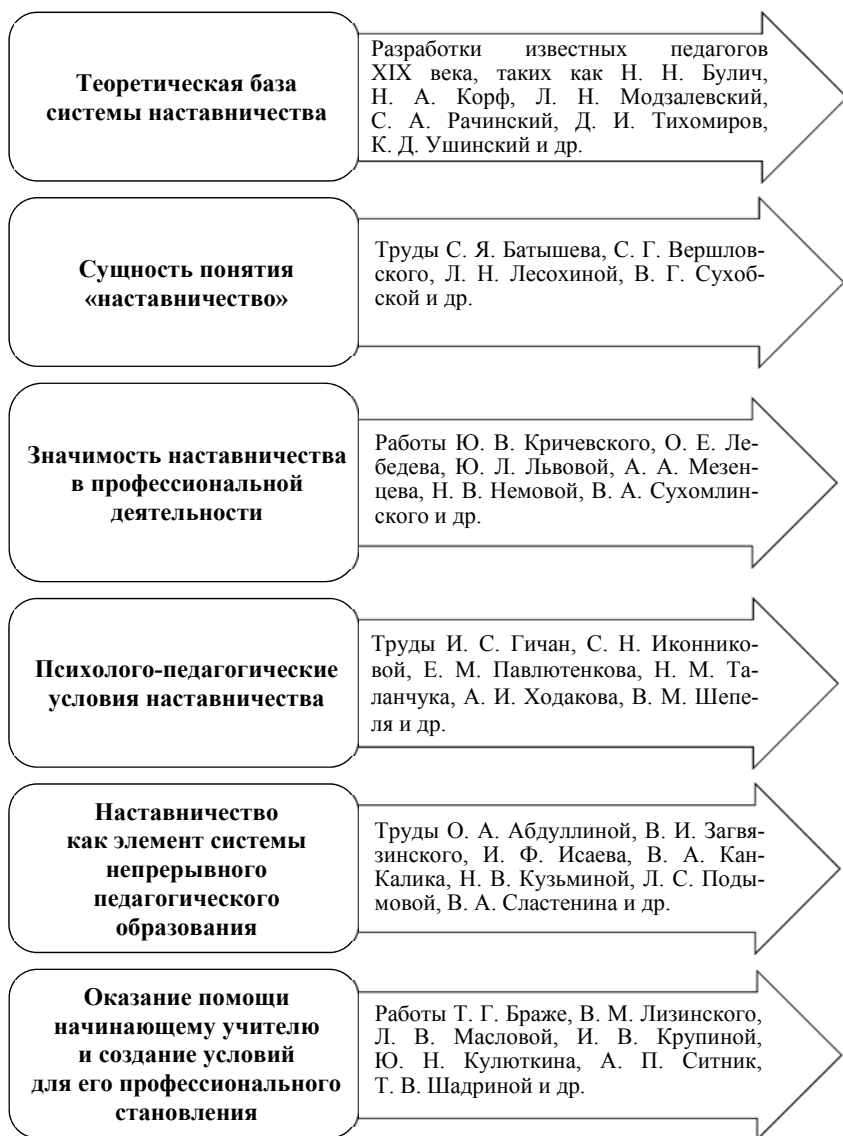 Теоретическая база
системы наставничества
Разработки известных педагогов
XIX века, таких как Н. Н. Булич,
Н. А. Корф, Л. Н. Модзалевский,
С. А. Рачинский, Д. И. Тихомиров,
К. Д. Ушинский и др.
Сущность понятия
«наставничество»
Труды С. Я. Батышева, С. Г. Вершлов-
ского, Л. Н. Лесохиной, В. Г. Сухоб-
ской и др.
Значимость наставничества
в профессиональной
деятельности
Работы Ю. В. Кричевского, О. Е. Ле-
бедева, Ю. Л. Львовой, А. А. Мезен-
цева, Н. В. Немовой, В. А. Сухомлин-
ского и др.
Психолого-педагогические
условия наставничества
Труды И. С. Гичан, С. Н. Иконнико-
вой, Е. М. Павлютенкова, Н. М. Та-
ланчука, А. И. Ходакова, В. М. Шепе-
ля и др.
Наставничество
как элемент системы
непрерывного
педагогического
образования
Труды О. А. Абдуллиной, В. И. Загвя-
зинского, И. Ф. Исаева, В. А. Кан-
Калика, Н. В. Кузьминой, Л. С. Поды-
мовой, В. А. Сластенина и др.
Оказание помощи
начинающему учителю
и создание условий
для его профессионального
становления
Работы Т. Г. Браже, В. М. Лизинского,
Л. В. Масловой, И. В. Крупиной,
Ю. Н. Кулюткина, А. П. Ситник,
Т. В. Шадриной и др.